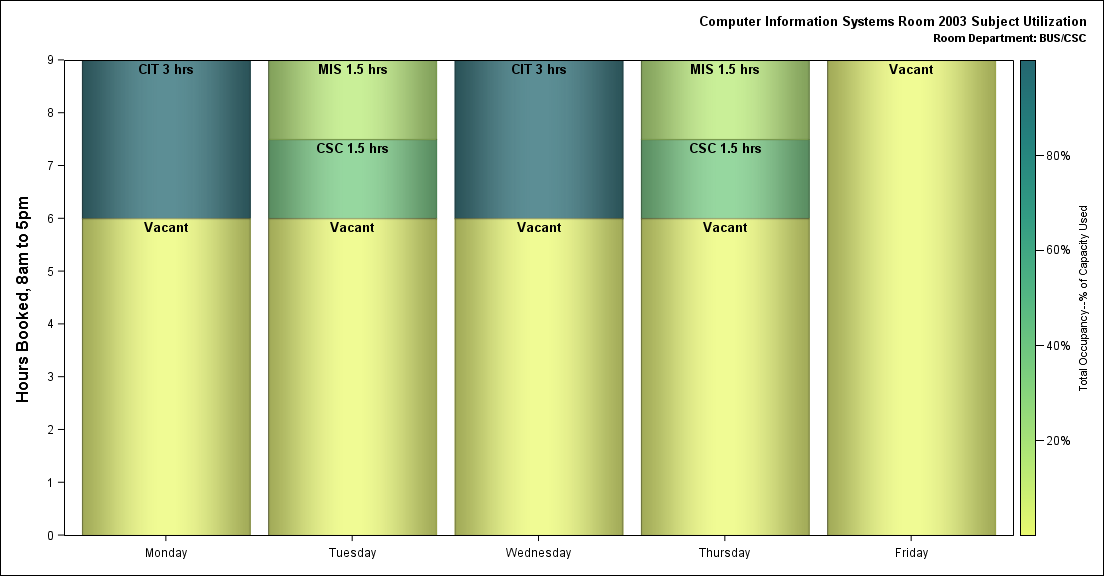 Computer Information Systems Room 2003 Subject Utilization
Room Department: BUS/CSC
Hours Booked, 8am to 5pm
9
8
7
6
5
4
3
2
1
0
CIT 3 hrs
Vacant
MIS 1.5 hrs
CSC 1.5 hrs
Vacant
CIT 3 hrs
Vacant
MIS 1.5 hrs
CSC 1.5 hrs
Vacant
Vacant
Monday
Tuesday
Wednesday
Thursday
Friday
80%
60%
40%
20%
Total Occupancy--% of Capacity Used